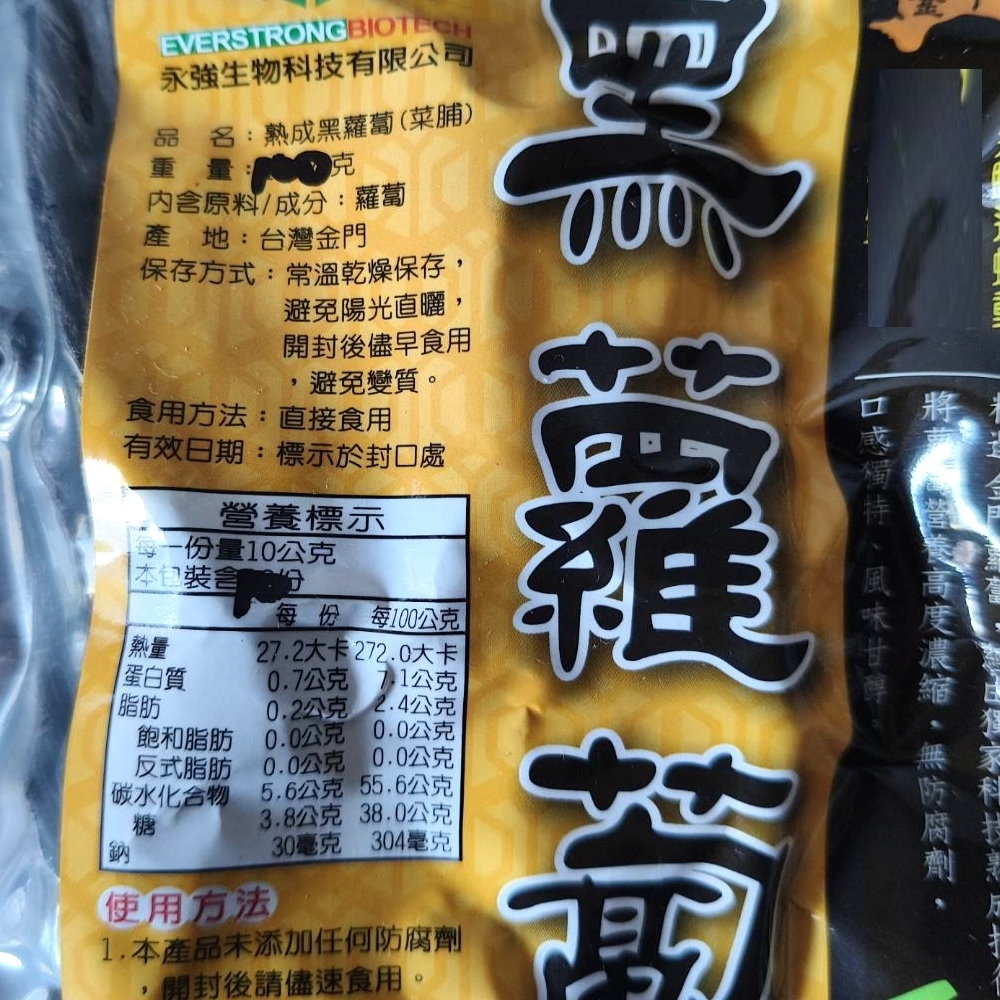 EVERSTRONGBIOTECH
永強生物科技有限公司
品 名:熟成黑蘿蔔(菜脯)
重 量: 克
內含原料/成分:蘿蔔
產 地:台灣金門
保存方式:常溫乾燥保存,
避免陽光直曬,
開封後儘早食用
,避免變質。
食用方法:直接食用
有效日期:標示於封口處
營養標示
每一份量10公克
本包裝含 份
每 份 每100公克
熱量 27.2大卡 272.0大卡
蛋白質 0.7公克 7.1公克
脂肪 0.2公克 2.4公克
飽和脂肪 0.0公克 0.0公克
反式脂肪 0.0公克 0.0公克
碳水化合物 5.6公克 55.6公克
糖 3.8公克 38.0公克
鈉 30毫克 304毫克
使用方法
1.本產品未添加任何防腐劑
,開封後請儘速食用。
黑蘿蔔
將 營養高度濃縮、無防腐劑、
口感獨特、風味甘醇。